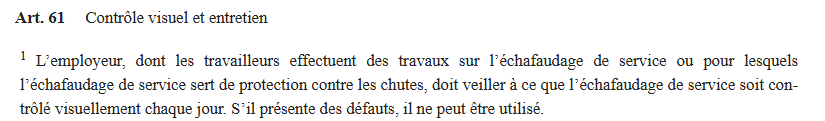 Art. 61 Contrôle visuel et entretien
1 L’employeur, dont les travailleurs effectuent des travaux sur l’échafaudage de service ou pour lesquels
l’échafaudage de service sert de protection contre les chutes, doit veiller à ce que l’échafaudage de service soit con-
trôlé visuellement chaque jour. S’il présente des défauts, il ne peut être utilisé.